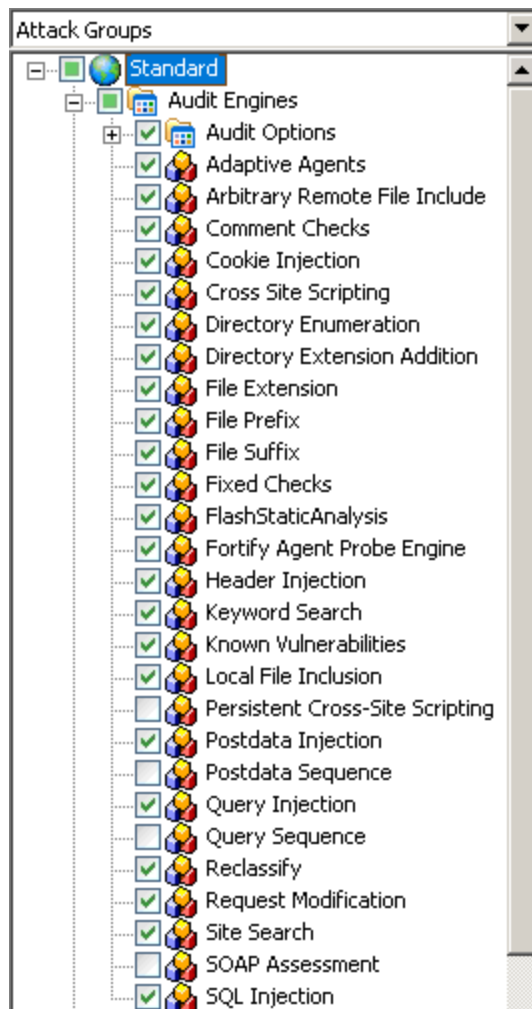 Attack Groups
Standard
Audit Engines
Audit Options
Adaptive Agents
Arbitrary Remote File Include
Comment Checks
Cookie Injection
Cross Site Scripting
Directory Enumeration
Directory Extension Addition
File Extension
File Prefix
File Suffix
Fixed Checks
FlashStaticAnalysis
Fortify Agent Probe Engine
Header Injection
Keyword Search
Known Vulnerabilities
Local File Inclusion
Persistent Cross-Site Scripting
Postdata Injection
Postdata Sequence
Query Injection
Query Sequence
Reclassify
Request Modification
Site Search
SOAP Assessment
SQL Injection